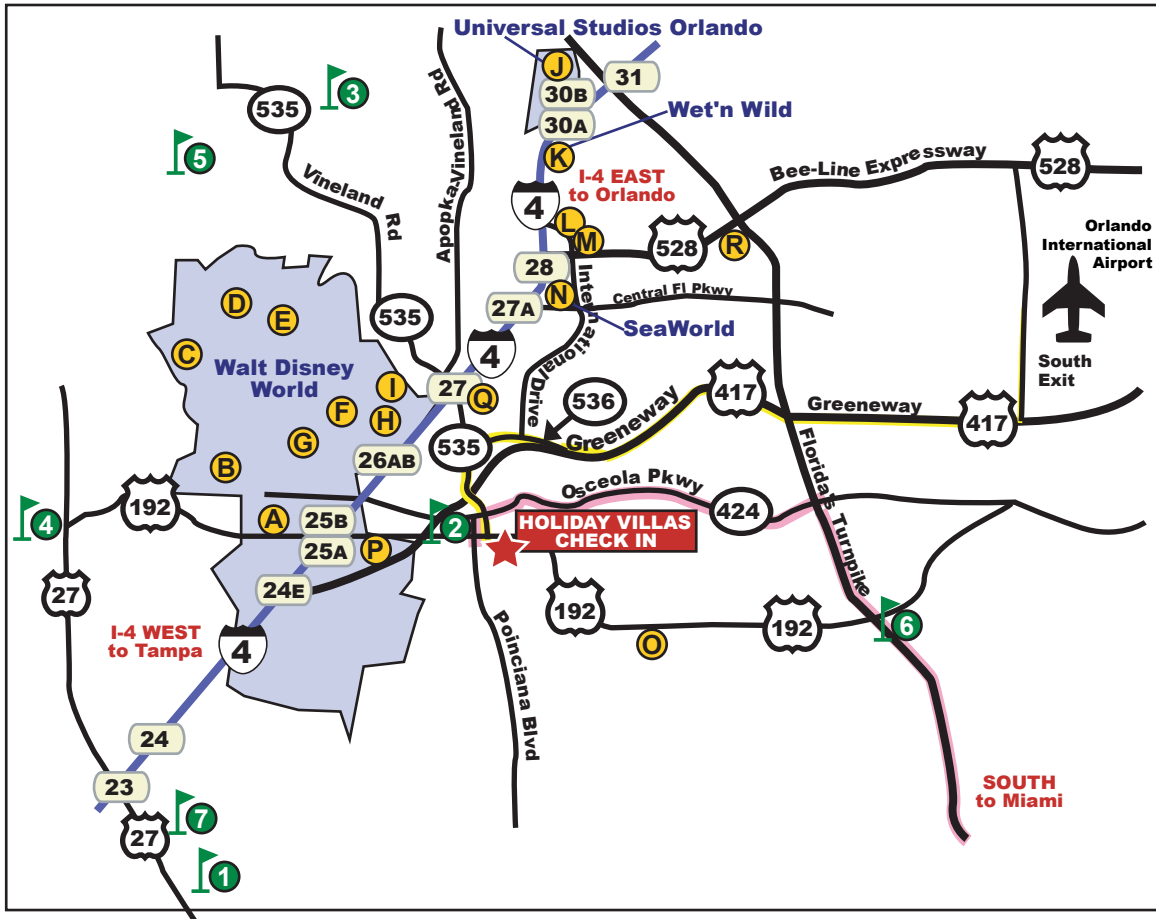 Universal Studios Orlando
J
31
30B
30A
3
535
Apopka-Vineland Rd
Wet'n Wild
K
5
Vineland Rd
I-4 EAST
to Orlando
Bee-Line Expressway
528
4
L
M
528
R
Orlando
International
Airport
28
N
27A
Central Fl Pkwy
International Drive
SeaWorld
South
Exit
D
E
535
C
4
Walt Disney
World
I
27
Q
F
H
536
417
Greeneway
Greeneway
417
G
535
B
26AB
Florida's Turnpike
Osceola Pkwy
424
4
192
A
25B
2
HOLIDAY VILLAS
CHECK IN
25A
P
27
24E
192
192
6
O
I-4 WEST
to Tampa
4
Poinciana Blvd
24
23
SOUTH
to Miami
7
27
1